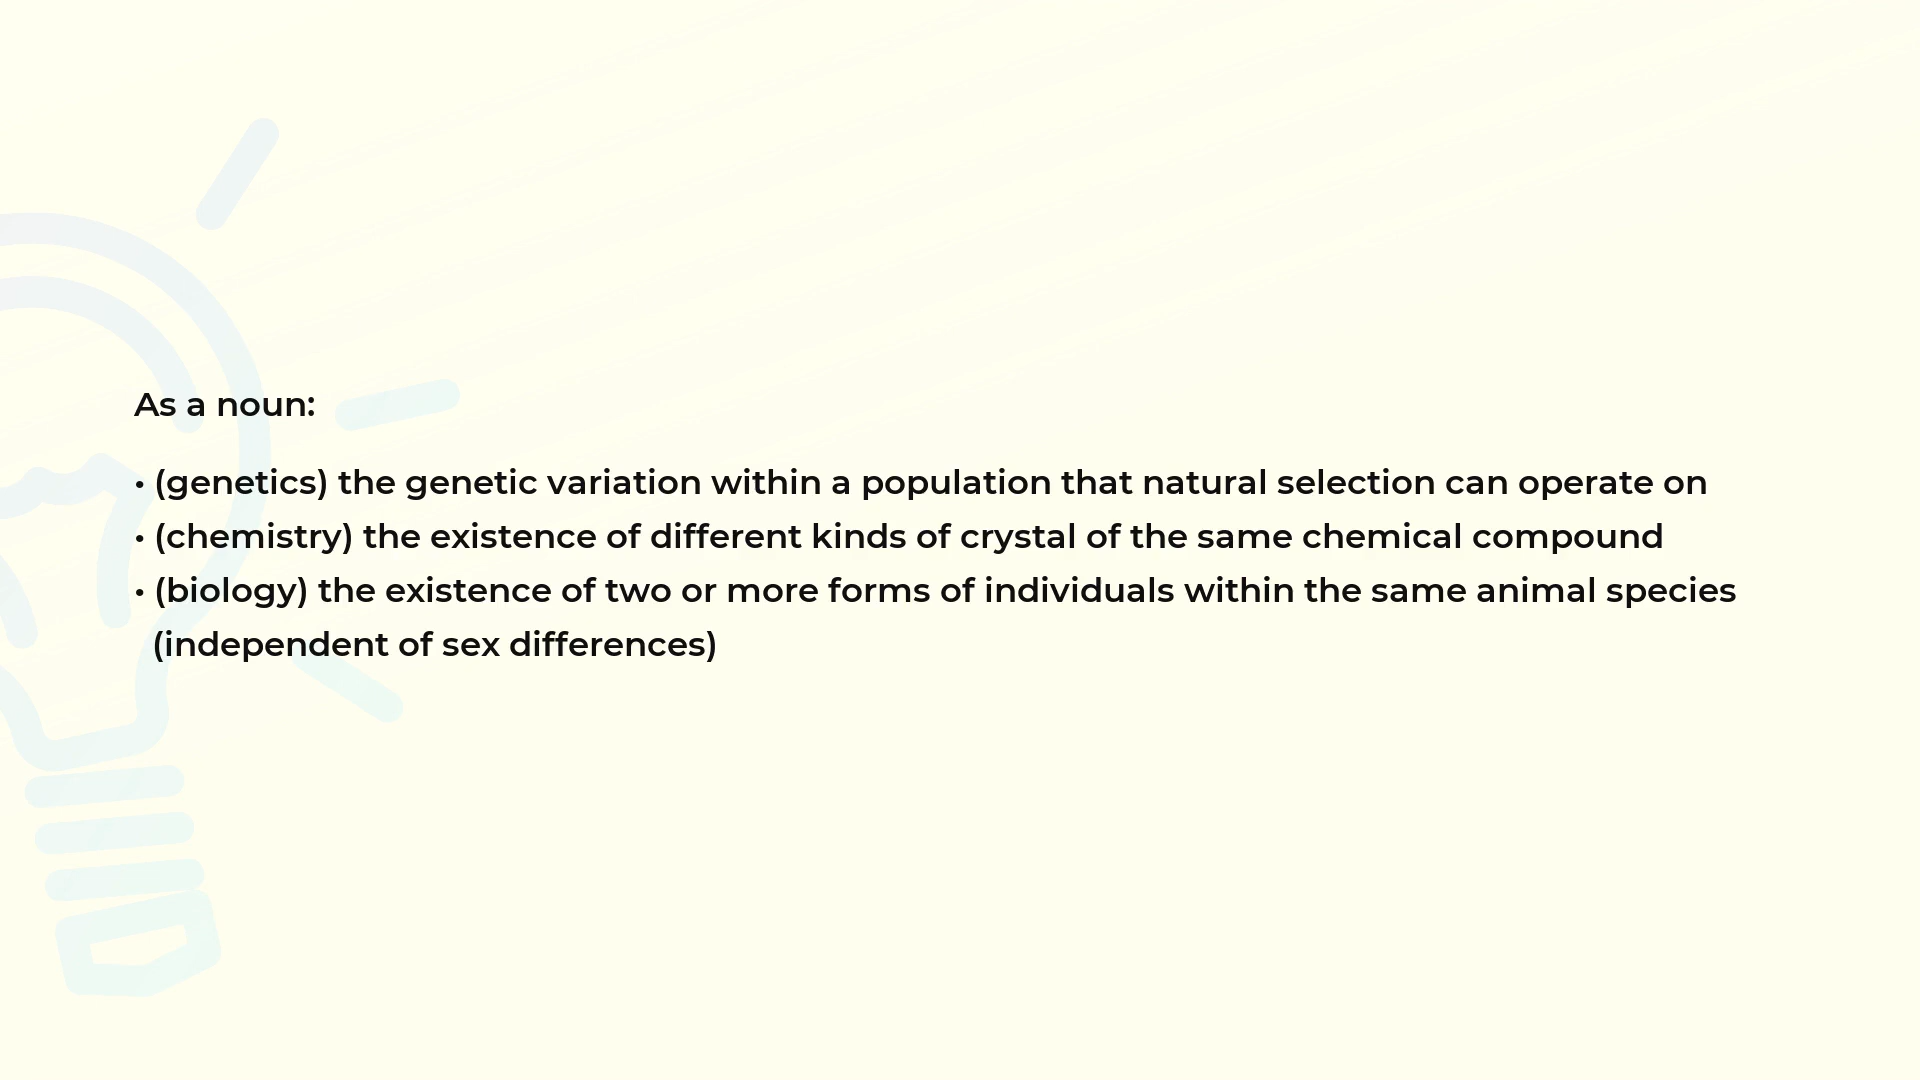 As a noun:
• (genetics) the genetic variation within a population that natural selection can operate on
• (chemistry) the existence of different kinds of crystal of the same chemical compound
• (biology) the existence of two or more forms of individuals within the same animal species
(independent of sex differences)